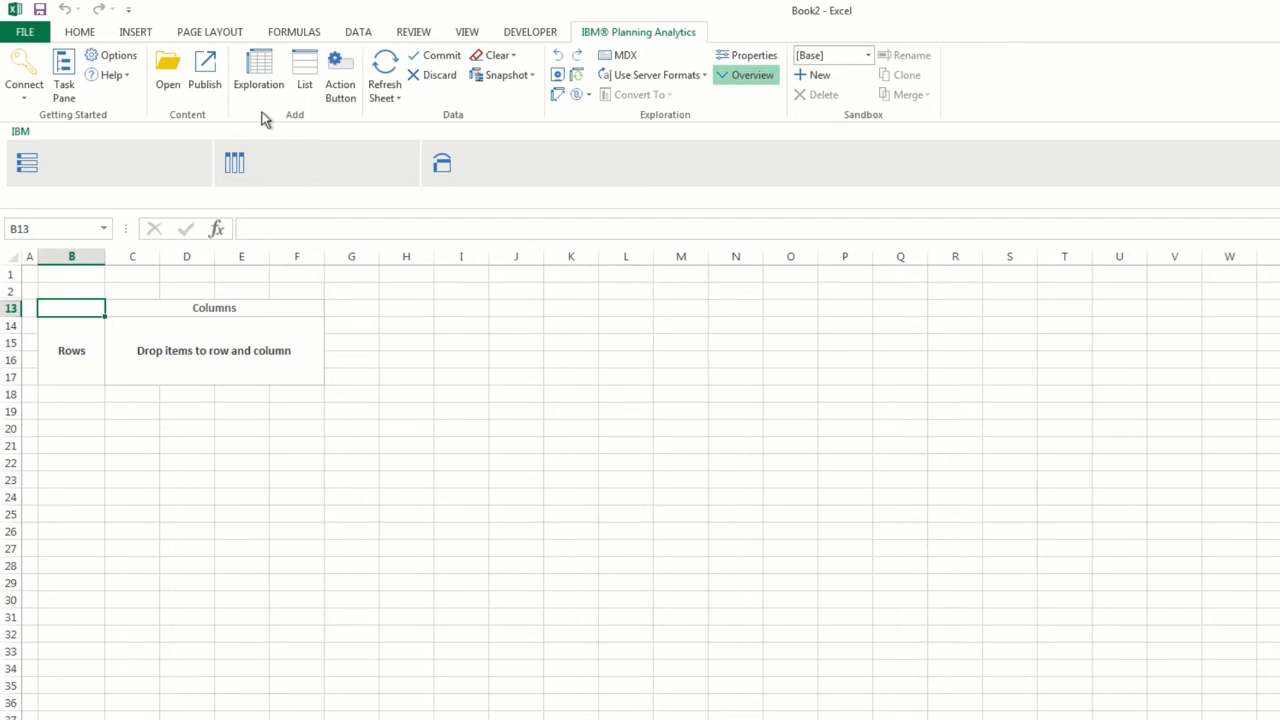 Book2 - Excel
FILE HOME INSERT PAGE LAYOUT FORMULAS DATA REVIEW VIEW DEVELOPER IBM® Planning Analytics
Connect Task Pane Options Help
Getting Started
Open Publish
Content
Exploration List Action Button
Add
Refresh Sheet Commit Discard Clear Snapshot
Data
MDX Use Server Formats Convert To Properties Overview
Exploration
[Base] New Delete Rename Clone Merge
Sandbox
IBM
B13 fx
A B C D E F G H I J K L M N O P Q R S T U V W
1
2
13 Columns
14
15 Rows Drop items to row and column
16
17
18
19
20
21
22
23
24
25
26
27
28
29
30
31
32
33
34
35
36
37